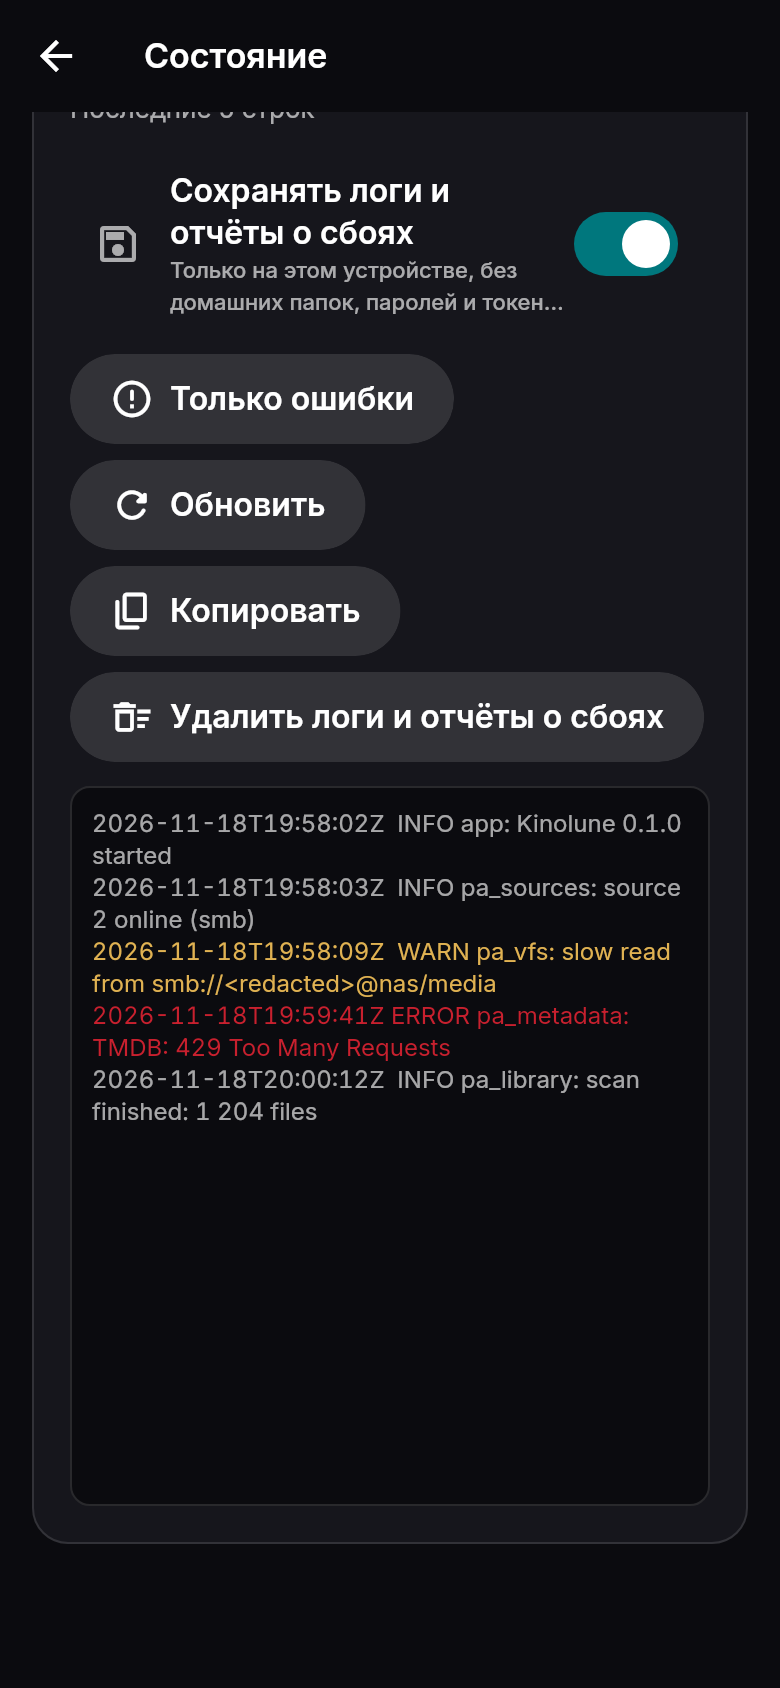 Состояние
Сохранять логи и
отчёты о сбоях
Только на этом устройстве, без
домашних папок, паролей и токен...
Только ошибки
Обновить
Копировать
Удалить логи и отчёты о сбоях
2026-11-18T19:58:02Z  INFO app: Kinolune 0.1.0
started
2026-11-18T19:58:03Z  INFO pa_sources: source
2 online (smb)
2026-11-18T19:58:09Z  WARN pa_vfs: slow read
from smb://<redacted>@nas/media
2026-11-18T19:59:41Z ERROR pa_metadata:
TMDB: 429 Too Many Requests
2026-11-18T20:00:12Z  INFO pa_library: scan
finished: 1 204 files